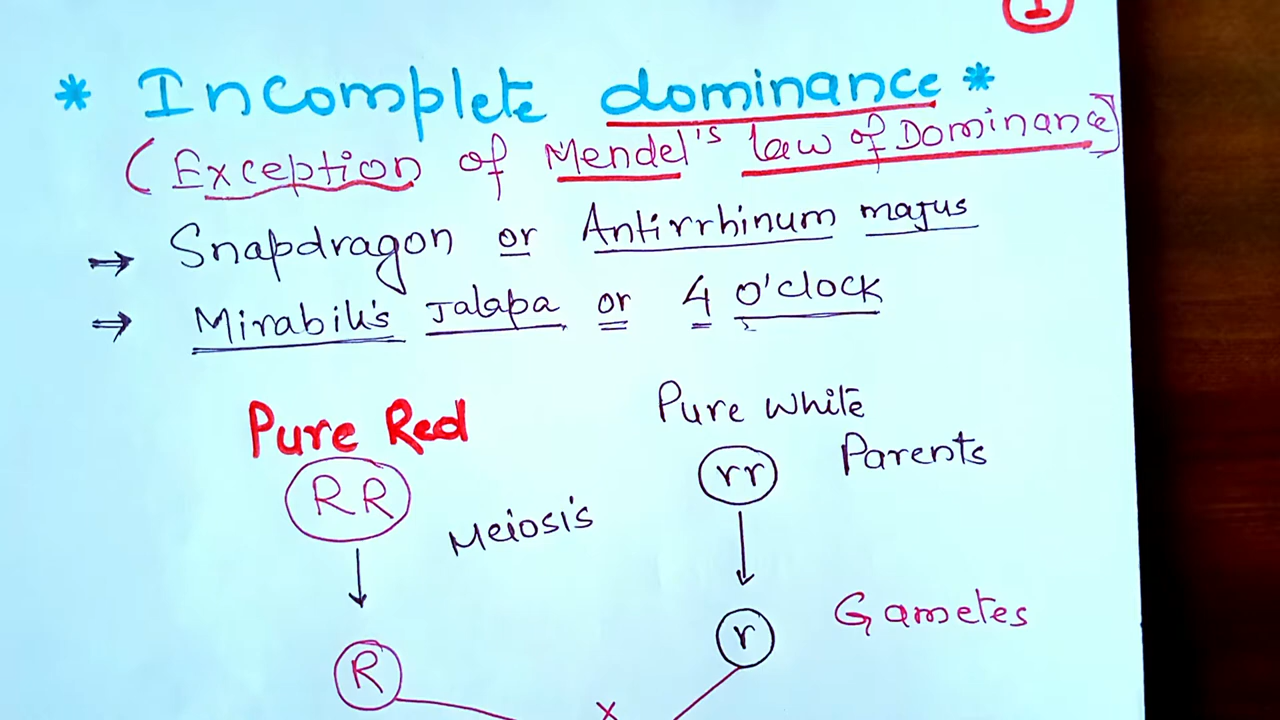 1
* Incomplete dominance *
(Exception of Mendel's law of Dominance]
⇒ Snapdragon or Antirrhinum majus
⇒ Mirabilis Jalapa or 4 o'clock
Pure Red Pure White
RR rr Parents
Meiosis
R r Gametes
x